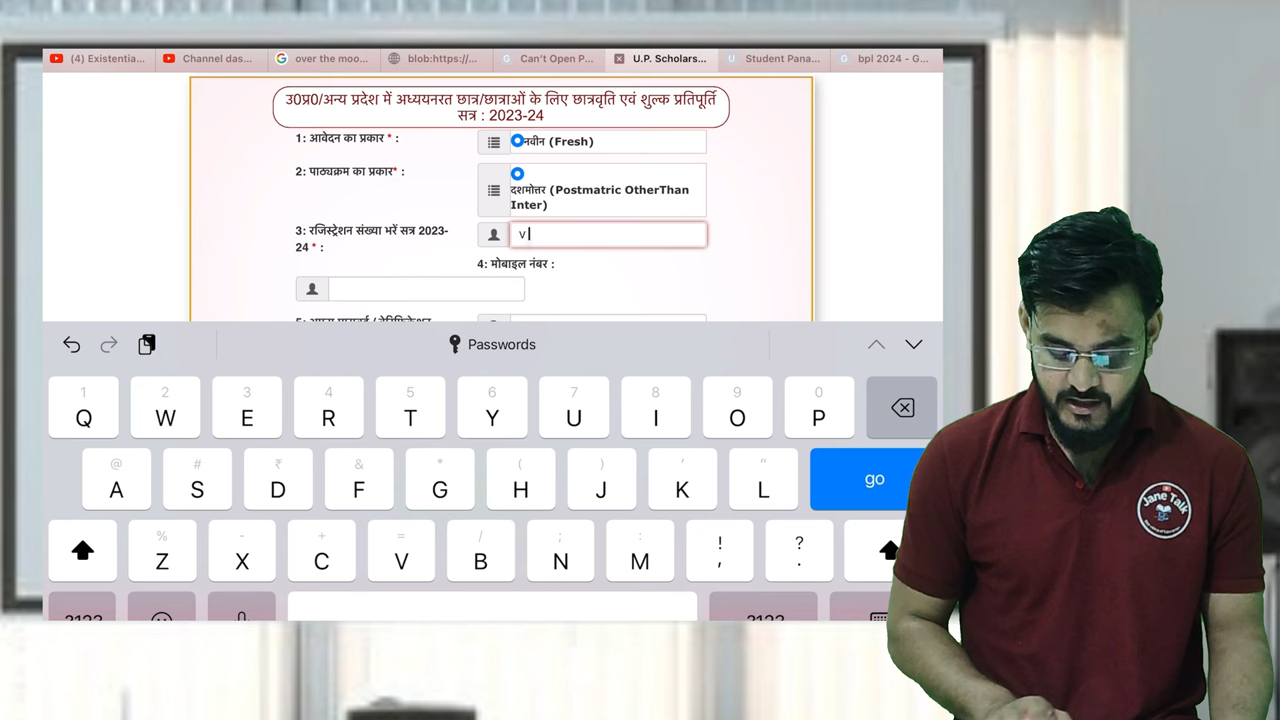 (4) Existentia...
Channel das...
over the moo...
blob:https://...
Can't Open P...
U.P. Scholars...
Student Pana...
bpl 2024 - G...
उ0प्र0/अन्य प्रदेश में अध्ययनरत छात्र/छात्राओं के लिए छात्रवृति एवं शुल्क प्रतिपूर्ति
सत्र : 2023-24
1: आवेदन का प्रकार * :
नवीन (Fresh)
2: पाठ्यक्रम का प्रकार* :
दशमोत्तर (Postmatric OtherThan
Inter)
3: रजिस्ट्रेशन संख्या भरें सत्र 2023-
24 * :
v
4: मोबाइल नंबर :
Passwords
1 2 3 4 5 6 7 8 9 0
Q W E R T Y U I O P
@ # ₹ & * ( ) ' "
A S D F G H J K L go
% - + = / ; : ! ?
Z X C V B N M , .
Jane Talk